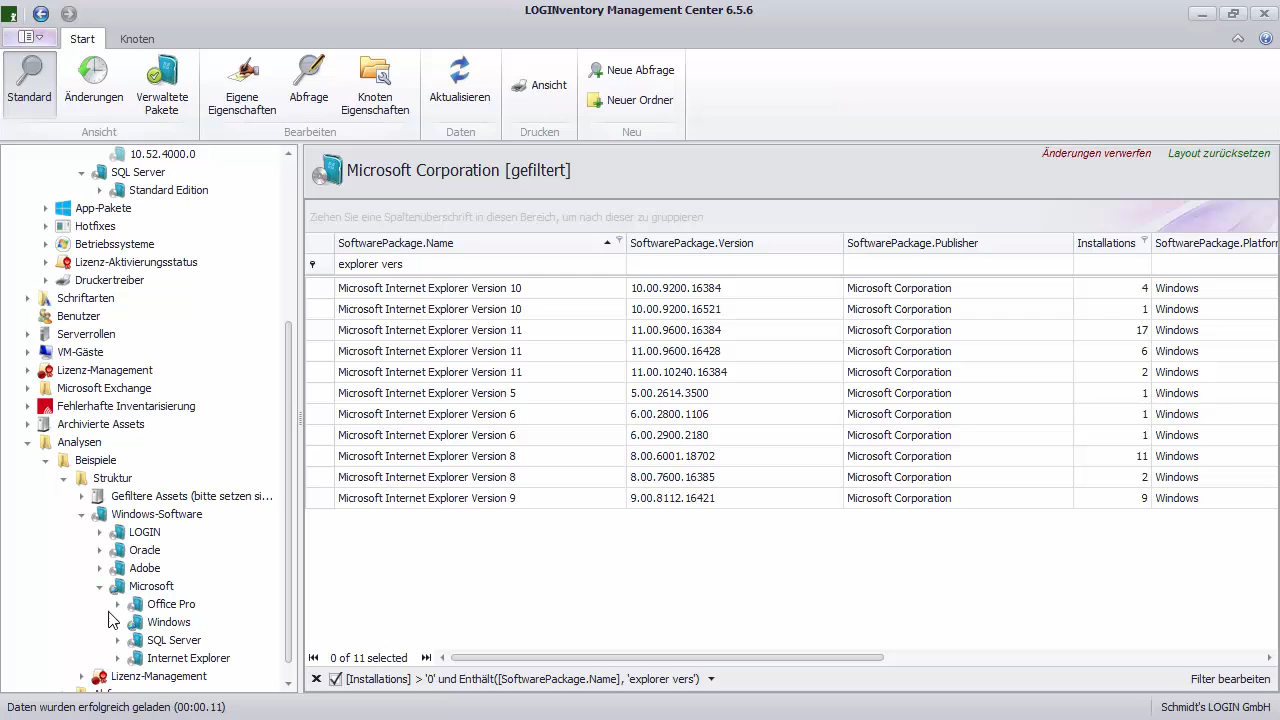 LOGINventory Management Center 6.5.6
Start
Knoten
Standard
Änderungen
Verwaltete
Pakete
Eigene
Eigenschaften
Abfrage
Knoten
Eigenschaften
Aktualisieren
Ansicht
Neue Abfrage
Neuer Ordner
Ansicht
Bearbeiten
Daten
Drucken
Neu
10.52.4000.0
SQL Server
Standard Edition
App-Pakete
Hotfixes
Betriebssysteme
Lizenz-Aktivierungsstatus
Druckertreiber
Schriftarten
Benutzer
Serverrollen
VM-Gäste
Lizenz-Management
Microsoft Exchange
Fehlerhafte Inventarisierung
Archivierte Assets
Analysen
Beispiele
Struktur
Gefiltere Assets (bitte setzen si...
Windows-Software
LOGIN
Oracle
Adobe
Microsoft
Office Pro
Windows
SQL Server
Internet Explorer
Lizenz-Management
Änderungen verwerfen Layout zurücksetzen
Microsoft Corporation [gefiltert]
Ziehen Sie eine Spaltenüberschrift in diesen Bereich, um nach dieser zu gruppieren
SoftwarePackage.Name SoftwarePackage.Version SoftwarePackage.Publisher Installations SoftwarePackage.Platforn
explorer vers
Microsoft Internet Explorer Version 10 10.00.9200.16384 Microsoft Corporation 4 Windows
Microsoft Internet Explorer Version 10 10.00.9200.16521 Microsoft Corporation 1 Windows
Microsoft Internet Explorer Version 11 11.00.9600.16384 Microsoft Corporation 17 Windows
Microsoft Internet Explorer Version 11 11.00.9600.16428 Microsoft Corporation 6 Windows
Microsoft Internet Explorer Version 11 11.00.10240.16384 Microsoft Corporation 2 Windows
Microsoft Internet Explorer Version 5 5.00.2614.3500 Microsoft Corporation 1 Windows
Microsoft Internet Explorer Version 6 6.00.2800.1106 Microsoft Corporation 1 Windows
Microsoft Internet Explorer Version 6 6.00.2900.2180 Microsoft Corporation 1 Windows
Microsoft Internet Explorer Version 8 8.00.6001.18702 Microsoft Corporation 11 Windows
Microsoft Internet Explorer Version 8 8.00.7600.16385 Microsoft Corporation 2 Windows
Microsoft Internet Explorer Version 9 9.00.8112.16421 Microsoft Corporation 9 Windows
0 of 11 selected
[Installations] > '0' und Enthält([SoftwarePackage.Name], 'explorer vers') Filter bearbeiten
Daten wurden erfolgreich geladen (00:00.11) Schmidt's LOGIN GmbH